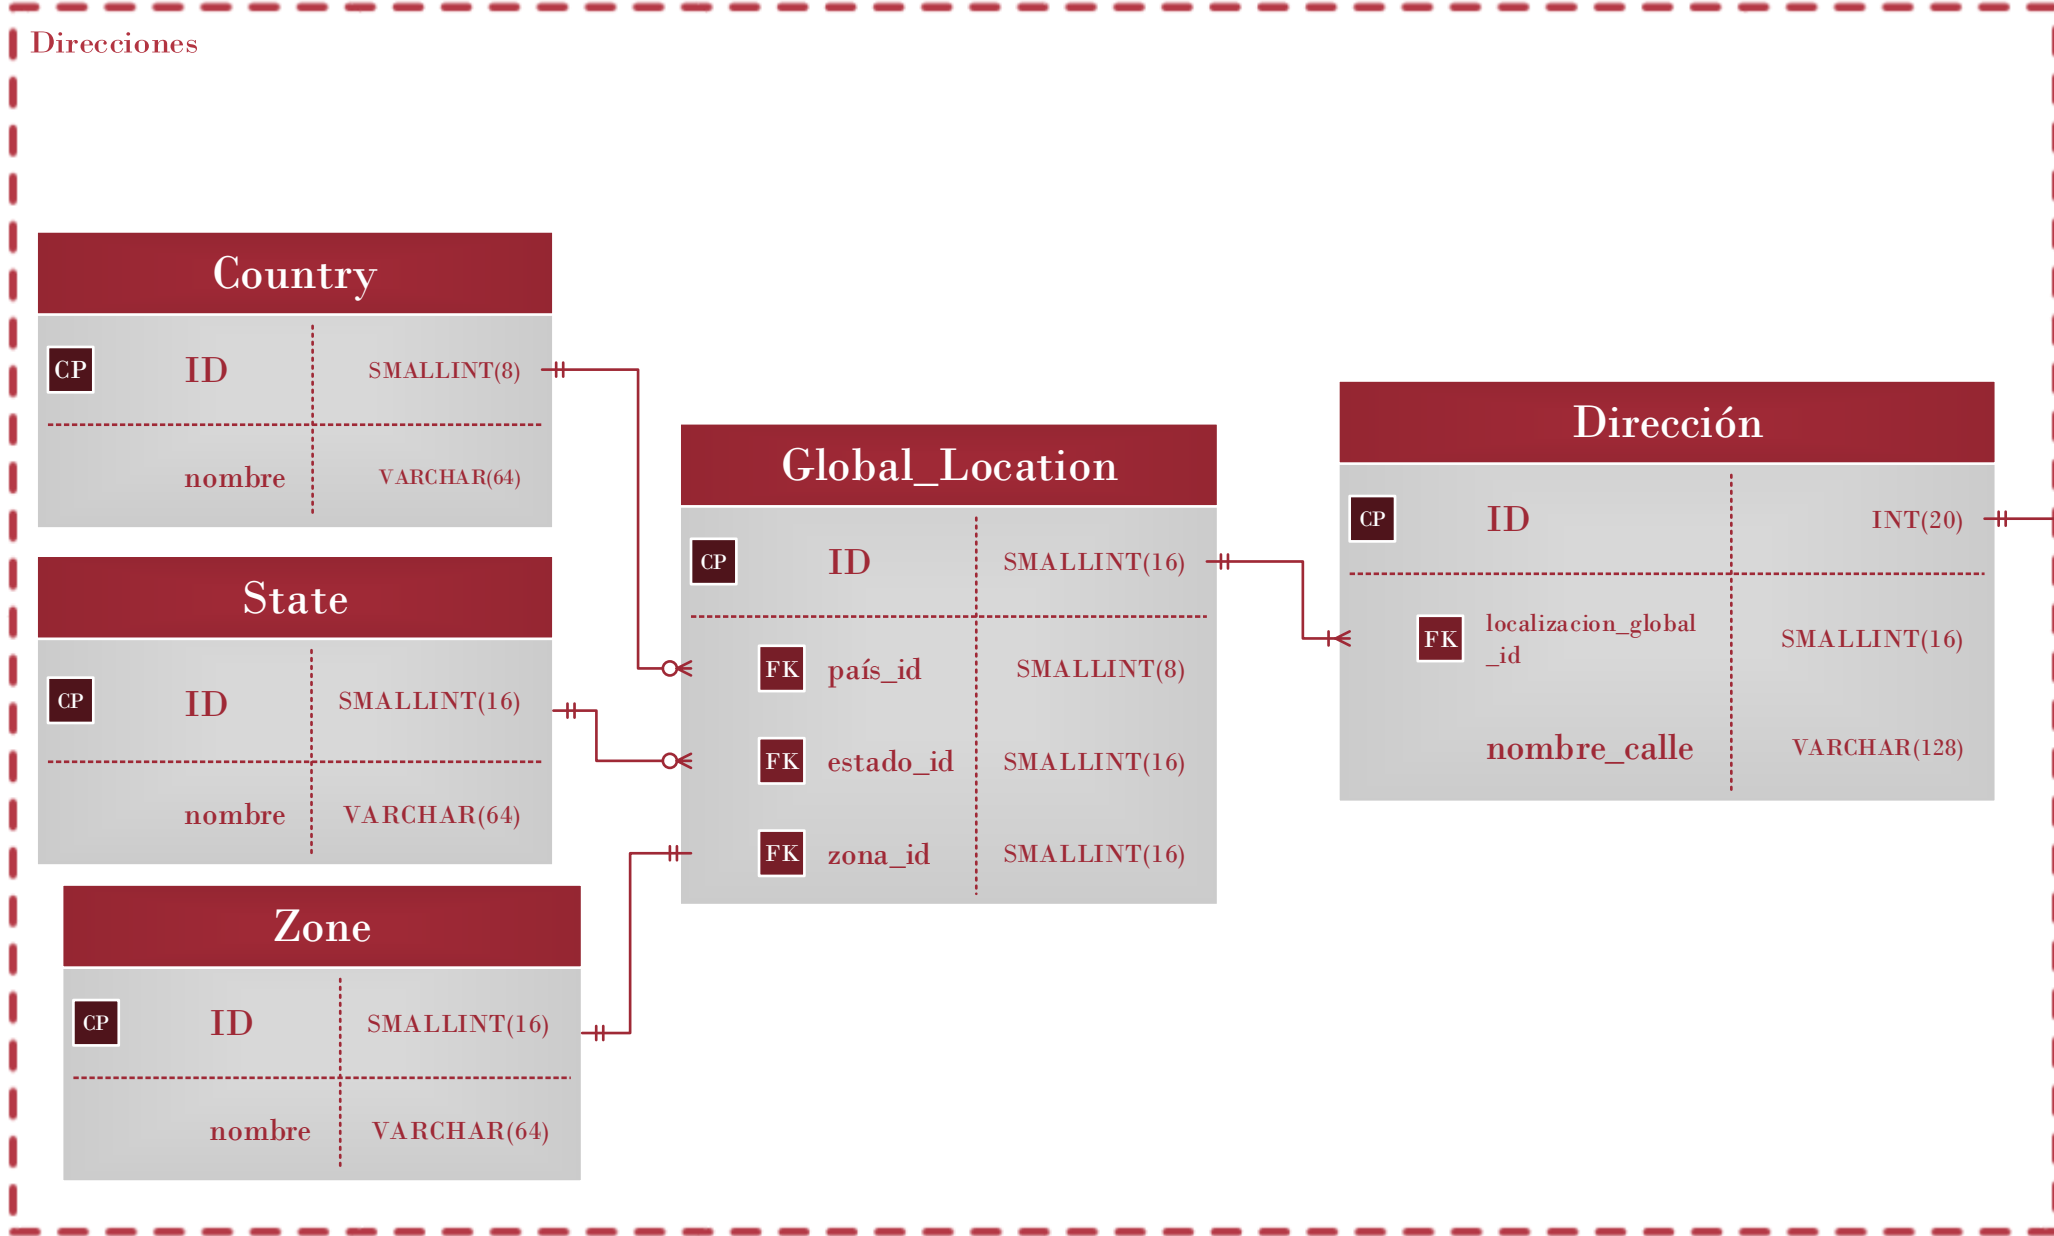 Direcciones
Country
CP ID SMALLINT(8)
nombre VARCHAR(64)
State
CP ID SMALLINT(16)
nombre VARCHAR(64)
Zone
CP ID SMALLINT(16)
nombre VARCHAR(64)
Global_Location
CP ID SMALLINT(16)
FK país_id SMALLINT(8)
FK estado_id SMALLINT(16)
FK zona_id SMALLINT(16)
Dirección
CP ID INT(20)
FK localizacion_global
_id SMALLINT(16)
nombre_calle VARCHAR(128)